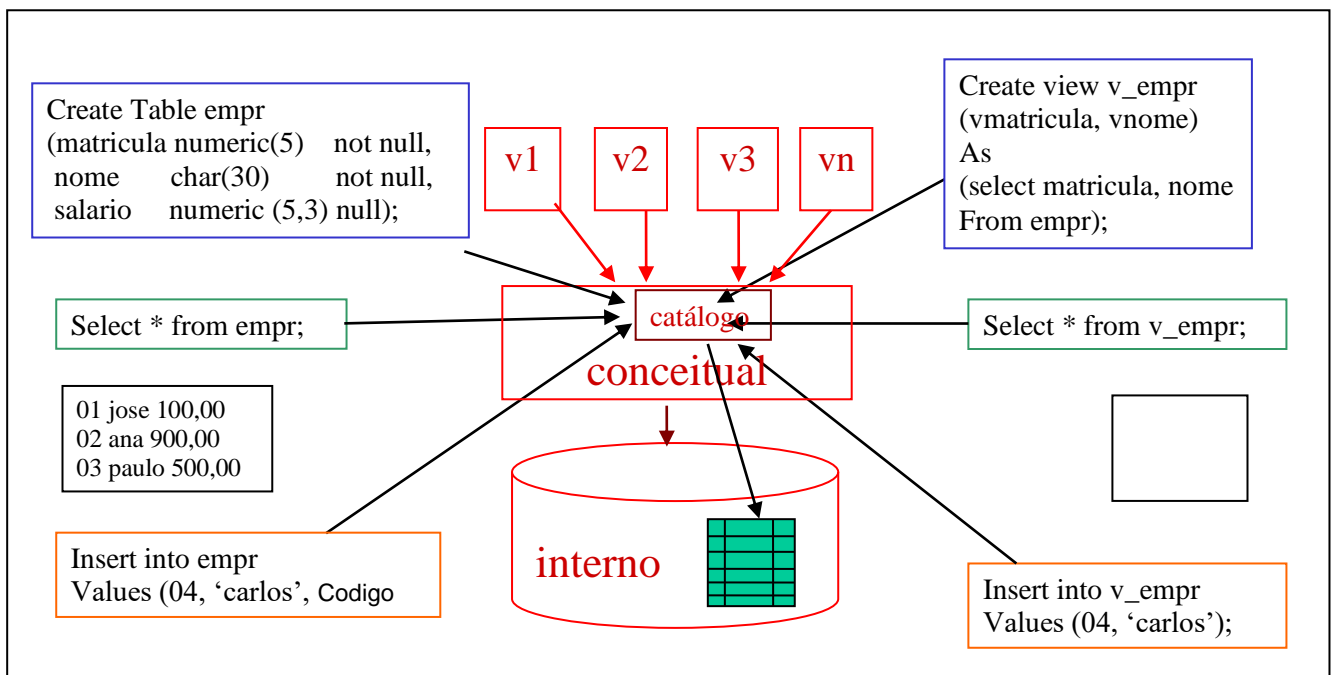 Create Table empr
(matricula numeric(5) not null,
nome char(30) not null,
salario numeric (5,3) null);
v1
v2
v3
vn
Create view v_empr
(vmatricula, vnome)
As
(select matricula, nome
From empr);
Select * from empr;
catálogo
conceitual
Select * from v_empr;
01 jose 100,00
02 ana 900,00
03 paulo 500,00
interno
Insert into empr
Values (04, ‘carlos’, Codigo
Insert into v_empr
Values (04, ‘carlos’);